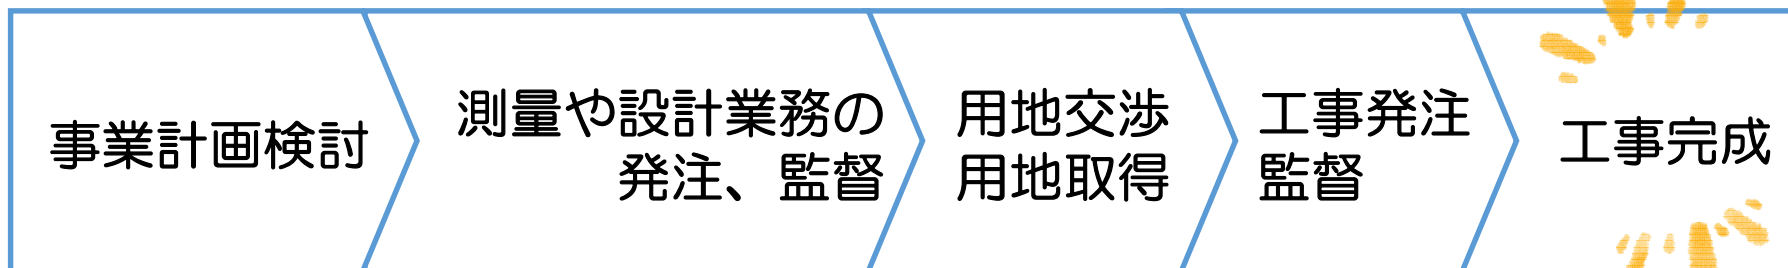 事業計画検討
測量や設計業務の
発注、監督
用地交渉
用地取得
工事発注
監督
工事完成